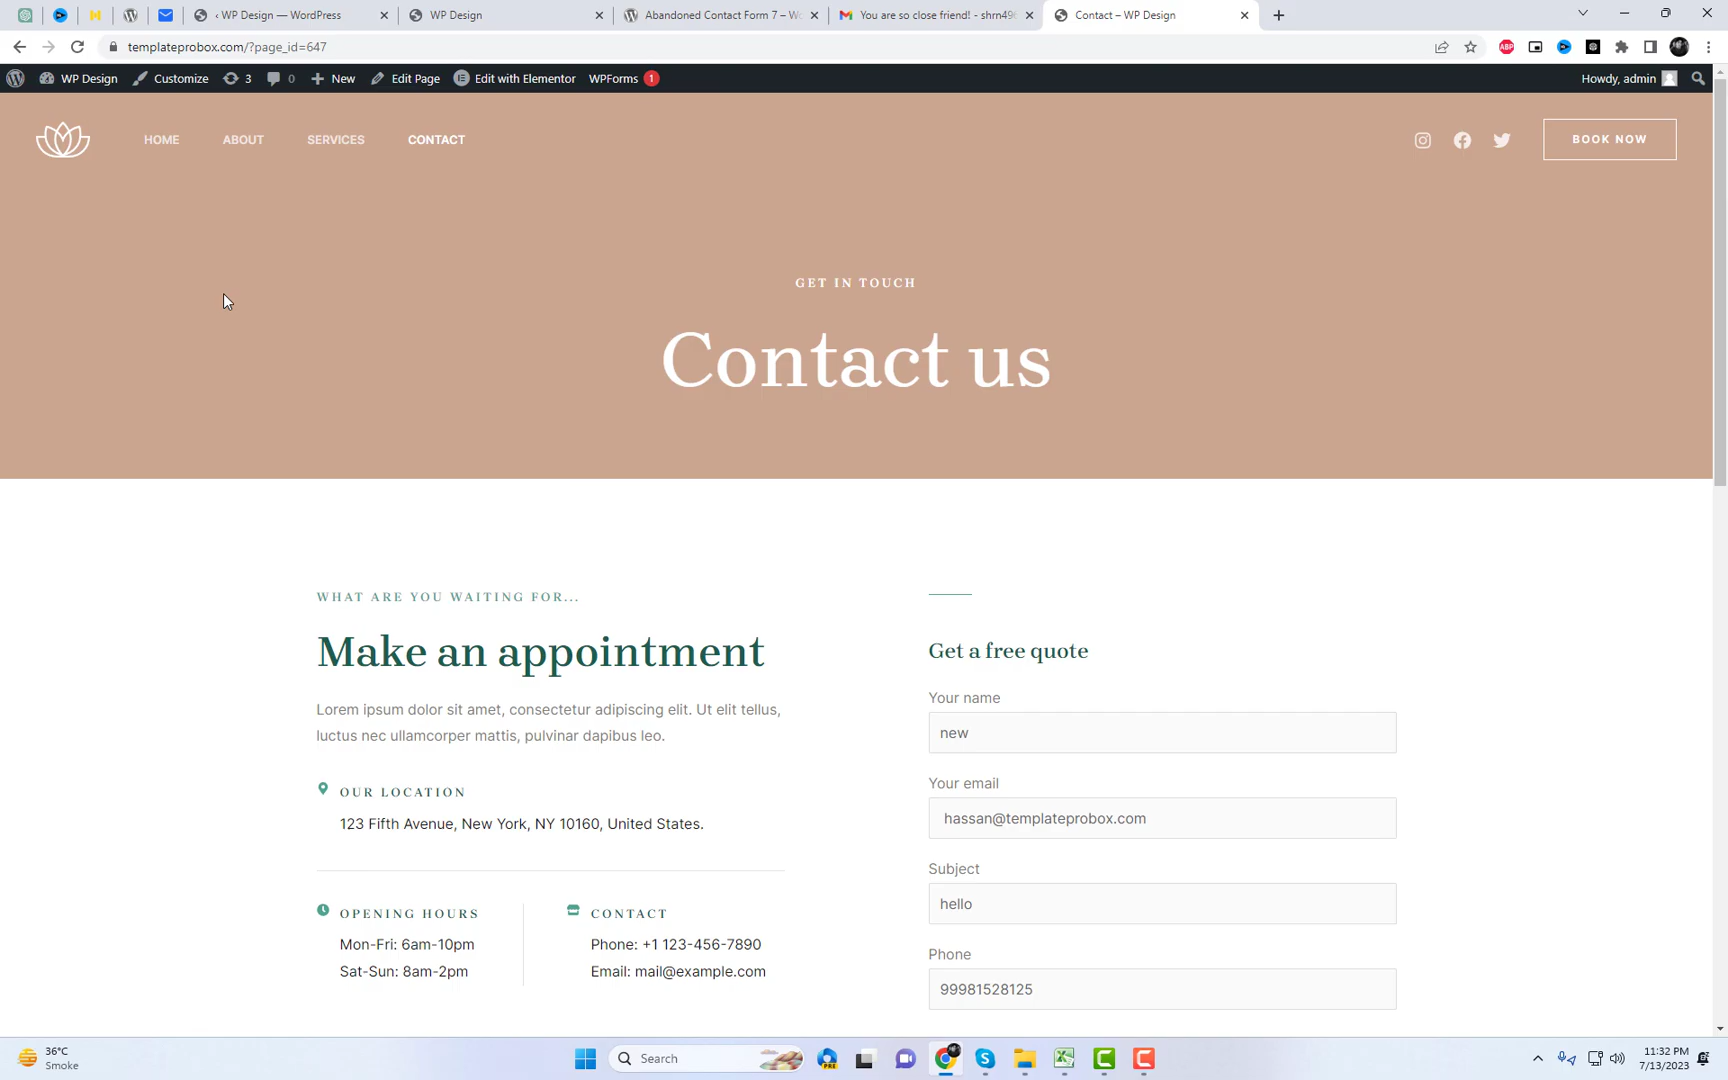 ‹ WP Design — WordPress
WP Design
Abandoned Contact Form 7 – Wo
You are so close friend! - shrn496
Contact – WP Design
templateprobox.com/?page_id=647
WP Design
Customize
3
0
New
Edit Page
Edit with Elementor
WPForms 1
Howdy, admin
HOME
ABOUT
SERVICES
CONTACT
BOOK NOW
GET IN TOUCH
Contact us
WHAT ARE YOU WAITING FOR...
Make an appointment
Lorem ipsum dolor sit amet, consectetur adipiscing elit. Ut elit tellus,
luctus nec ullamcorper mattis, pulvinar dapibus leo.
OUR LOCATION
123 Fifth Avenue, New York, NY 10160, United States.
OPENING HOURS
Mon-Fri: 6am-10pm
Sat-Sun: 8am-2pm
CONTACT
Phone: +1 123-456-7890
Email: mail@example.com
Get a free quote
Your name
new
Your email
hassan@templateprobox.com
Subject
hello
Phone
99981528125
36°C
Smoke
Search
PRE
11:32 PM
7/13/2023